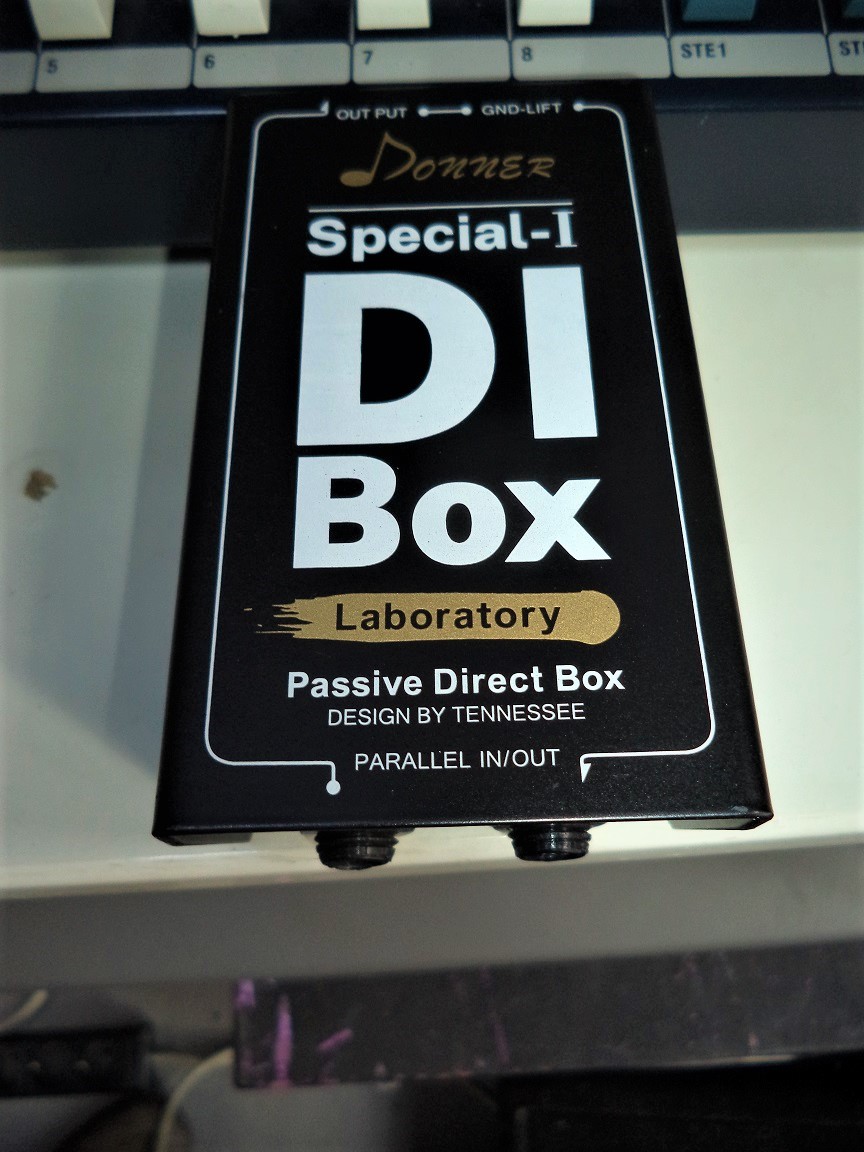 5 6 7 8 STE1
OUT PUT GND-LIFT
DONNER
Special-I
DI
Box
Laboratory
Passive Direct Box
DESIGN BY TENNESSEE
PARALLEL IN/OUT